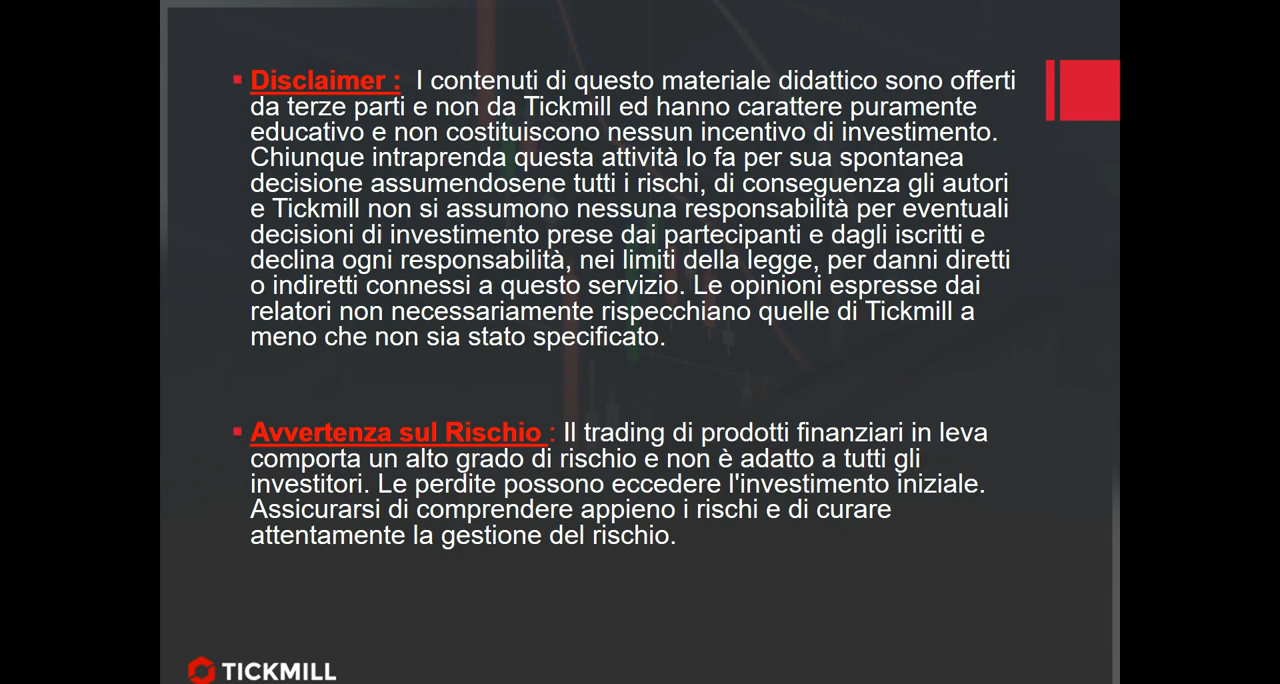 ▪ Disclaimer : I contenuti di questo materiale didattico sono offerti
da terze parti e non da Tickmill ed hanno carattere puramente
educativo e non costituiscono nessun incentivo di investimento.
Chiunque intraprenda questa attività lo fa per sua spontanea
decisione assumendosene tutti i rischi, di conseguenza gli autori
e Tickmill non si assumono nessuna responsabilità per eventuali
decisioni di investimento prese dai partecipanti e dagli iscritti e
declina ogni responsabilità, nei limiti della legge, per danni diretti
o indiretti connessi a questo servizio. Le opinioni espresse dai
relatori non necessariamente rispecchiano quelle di Tickmill a
meno che non sia stato specificato.
▪ Avvertenza sul Rischio : Il trading di prodotti finanziari in leva
comporta un alto grado di rischio e non è adatto a tutti gli
investitori. Le perdite possono eccedere l'investimento iniziale.
Assicurarsi di comprendere appieno i rischi e di curare
attentamente la gestione del rischio.
TICKMILL